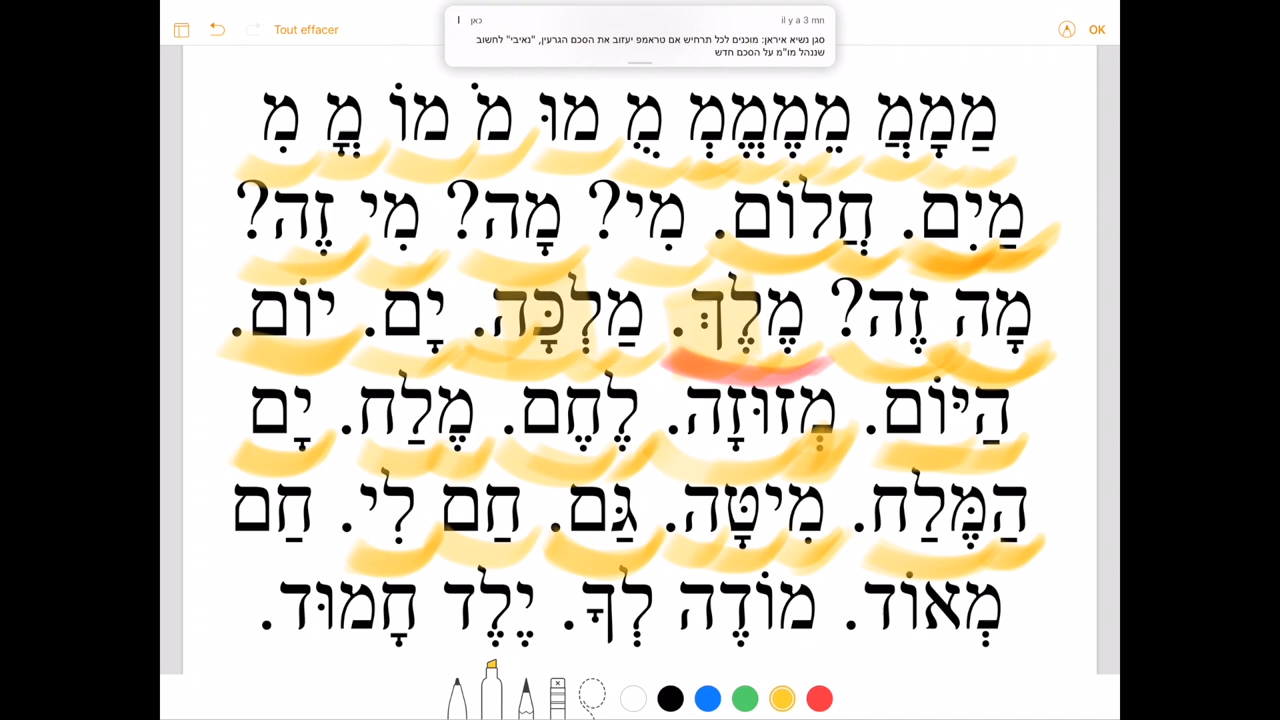 Tout effacer
OK
כאן
il y a 3 mn
סגן נשיא איראן: מוכנים לכל תרחיש אם טראמפ יעזוב את הסכם הגרעין, "נאיבי" לחשוב
שננהל מו"מ על הסכם חדש
מַמָמְמֲ מֵמֶמֱמְ מֻ מוּ מֹ מוֹ מֳ מִ
מַיִם. חֲלוֹם. מִי? מָה? מִי זֶה?
מָה זֶה? מֶלֶךְ. מַלְכָּה. יָם. יוֹם.
הַיּוֹם. מְזוּזָה. לֶחֶם. מֶלַח. יָם
הַמֶּלַח. מִיטָּה. גַּם. חַם לִי. חַם
מְאוֹד. מוֹדֶה לְךָ. יֶלֶד חָמוּד.